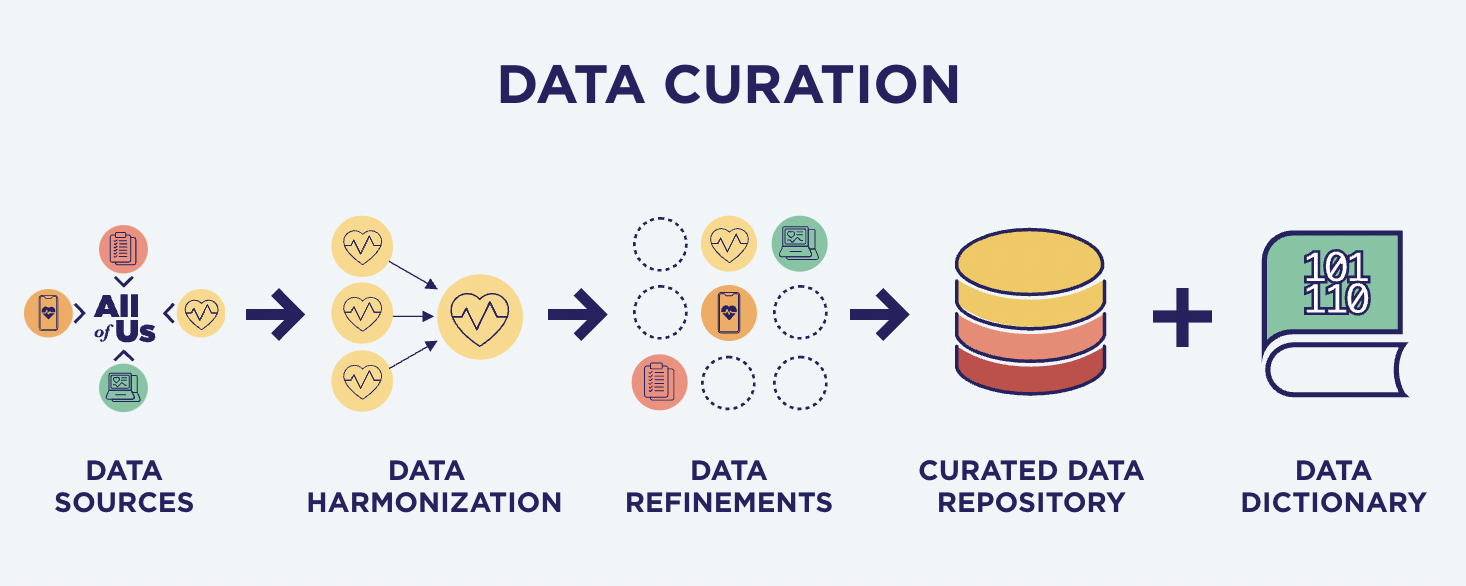 DATA CURATION
All
of Us
101
110
DATA
SOURCES
DATA
HARMONIZATION
DATA
REFINEMENTS
CURATED DATA
REPOSITORY
DATA
DICTIONARY